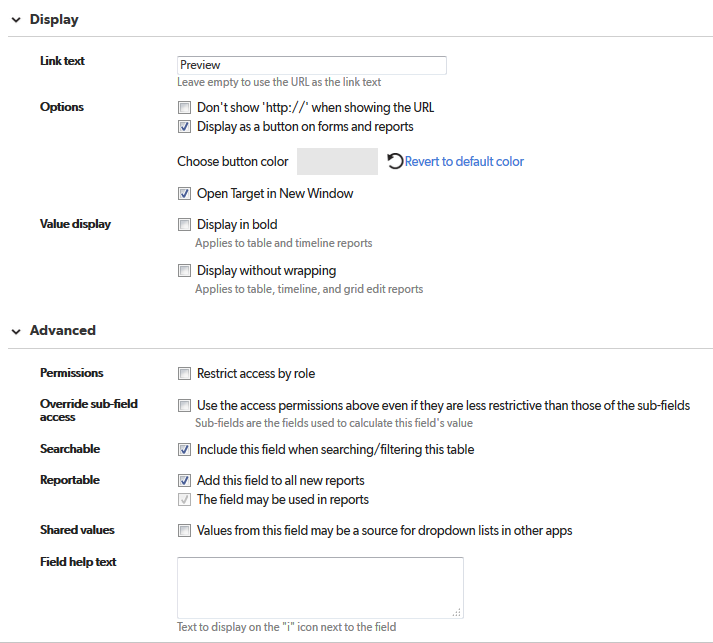 Display
Link text
Preview
Leave empty to use the URL as the link text
Options
Don't show 'http://' when showing the URL
Display as a button on forms and reports
Choose button color
Revert to default color
Open Target in New Window
Value display
Display in bold
Applies to table and timeline reports
Display without wrapping
Applies to table, timeline, and grid edit reports
Advanced
Permissions
Restrict access by role
Override sub-field
access
Use the access permissions above even if they are less restrictive than those of the sub-fields
Sub-fields are the fields used to calculate this field's value
Searchable
Include this field when searching/filtering this table
Reportable
Add this field to all new reports
The field may be used in reports
Shared values
Values from this field may be a source for dropdown lists in other apps
Field help text
Text to display on the "i" icon next to the field